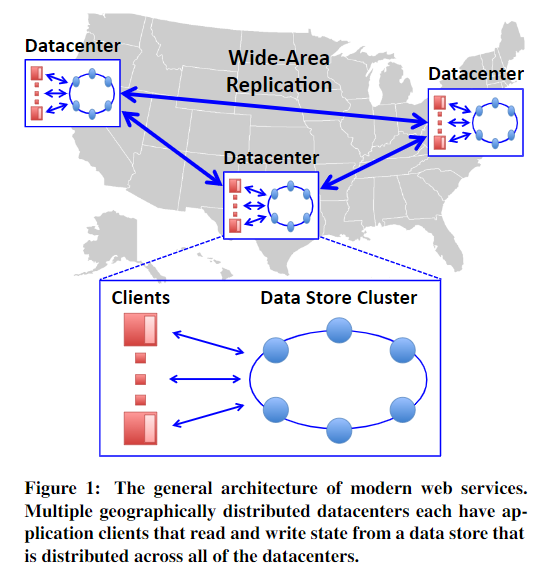 Datacenter
Wide-Area
Replication
Datacenter
Datacenter
Clients
Data Store Cluster
Figure 1: The general architecture of modern web services.
Multiple geographically distributed datacenters each have ap-
plication clients that read and write state from a data store that
is distributed across all of the datacenters.